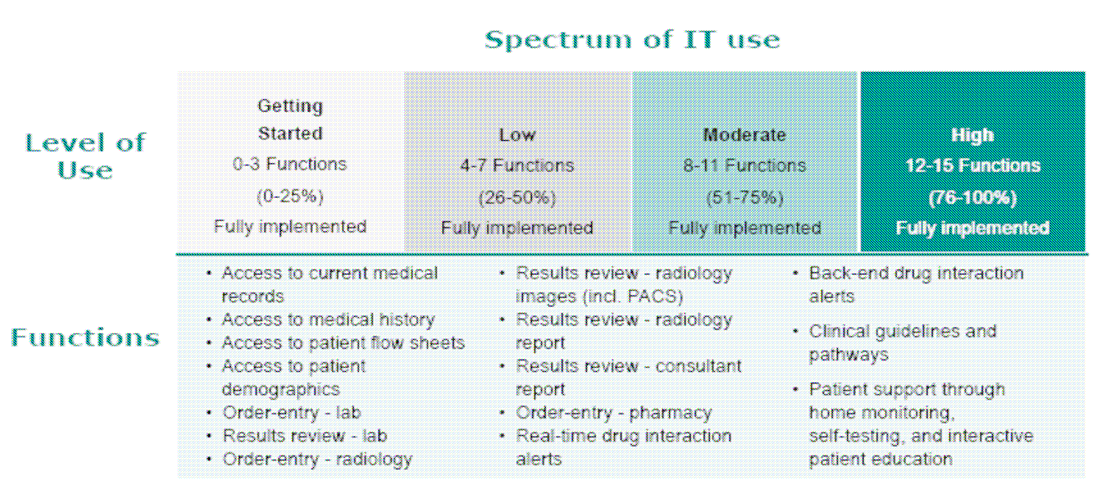 Spectrum of IT use
Level of
Use
Getting
Started
0-3 Functions
(0-25%)
Fully implemented
Low
4-7 Functions
(26-50%)
Fully implemented
Moderate
8-11 Functions
(51-75%)
Fully implemented
High
12-15 Functions
(76-100%)
Fully implemented
Functions
• Access to current medical
records
• Access to medical history
• Access to patient flow sheets
• Access to patient
demographics
• Order-entry - lab
• Results review - lab
• Order-entry - radiology
• Results review - radiology
images (incl. PACS)
• Results review - radiology
report
• Results review - consultant
report
• Order-entry - pharmacy
• Real-time drug interaction
alerts
• Back-end drug interaction
alerts
• Clinical guidelines and
pathways
• Patient support through
home monitoring,
self-testing, and interactive
patient education